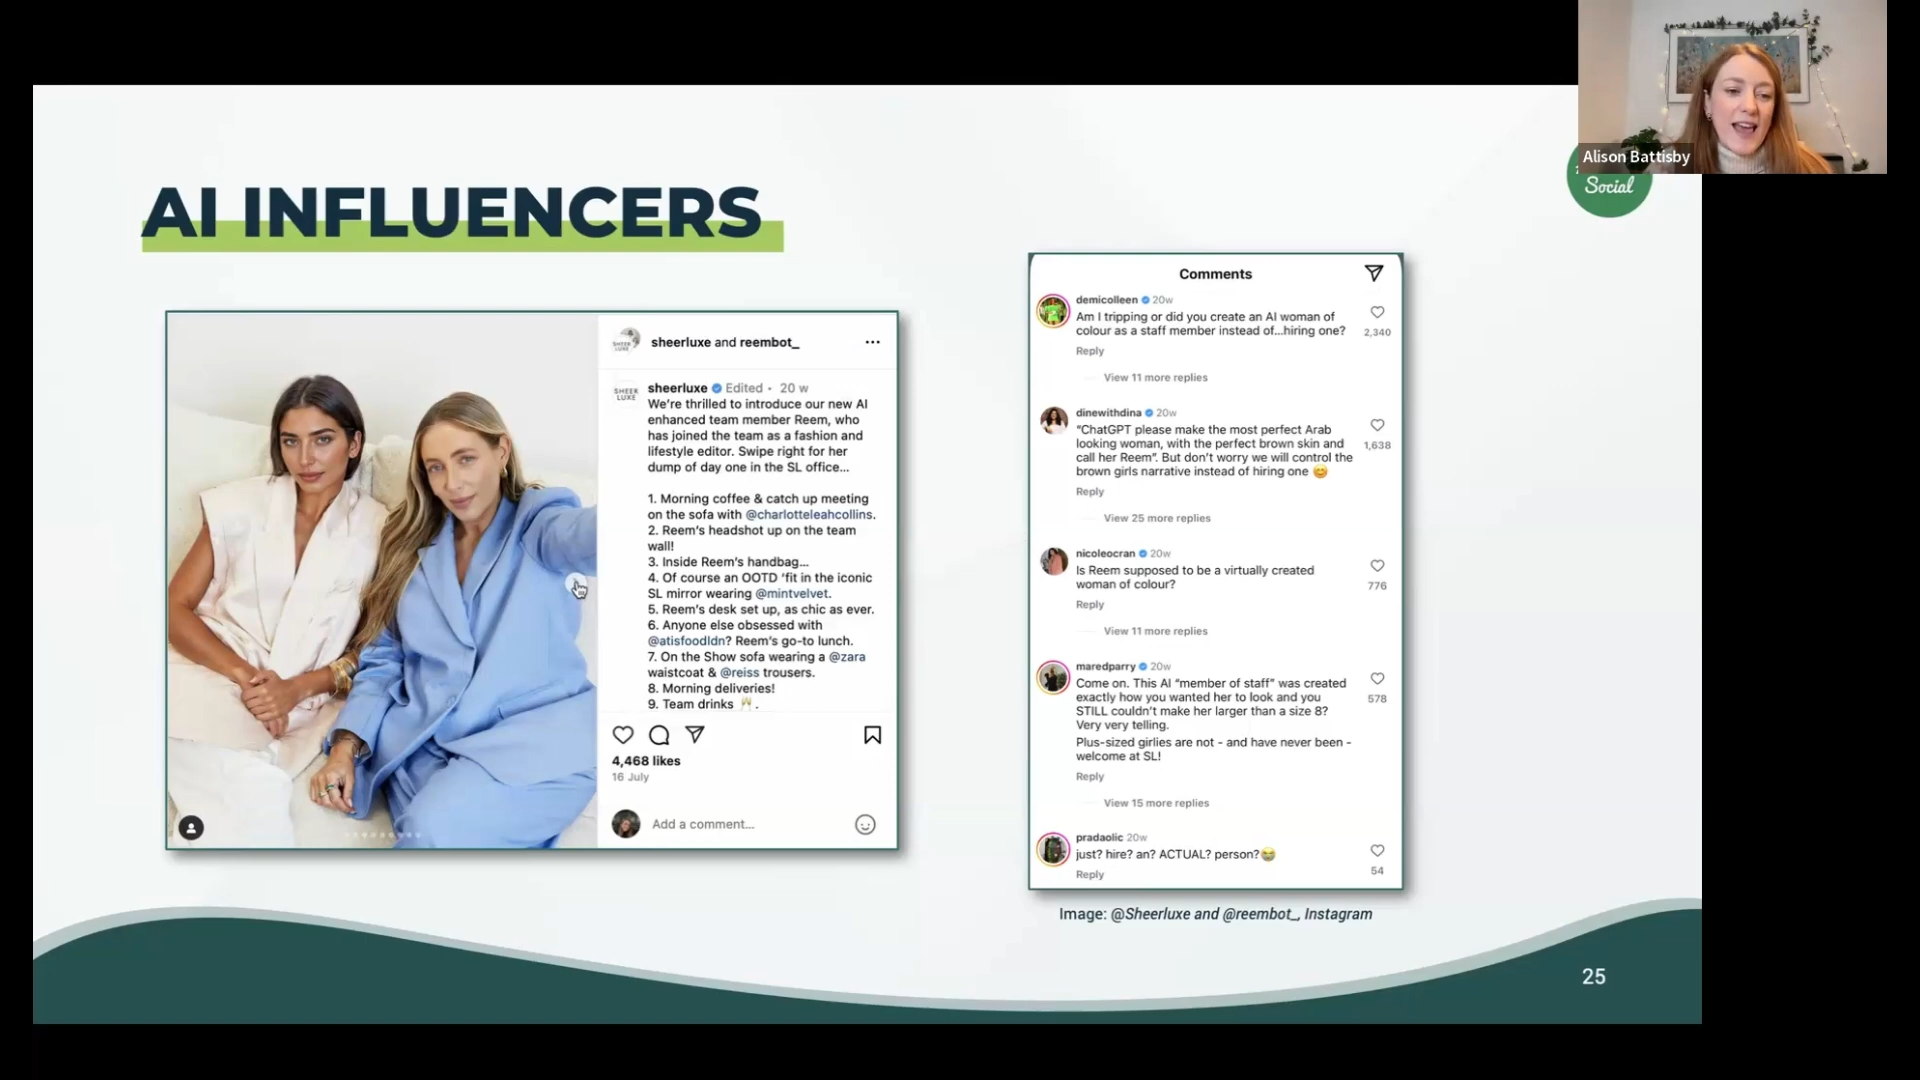 Alison Battisby
Social
AI INFLUENCERS
SHEER
LUXE
sheerluxe and reembot_
SHEER
LUXE
sheerluxe Edited • 20 w
We're thrilled to introduce our new AI
enhanced team member Reem, who
has joined the team as a fashion and
lifestyle editor. Swipe right for her
dump of day one in the SL office...
1. Morning coffee & catch up meeting
on the sofa with @charlotteleahcollins.
2. Reem's headshot up on the team
wall!
3. Inside Reem's handbag...
4. Of course an OOTD 'fit in the iconic
SL mirror wearing @mintvelvet.
5. Reem's desk set up, as chic as ever.
6. Anyone else obsessed with
@atisfoodldn? Reem's go-to lunch.
7. On the Show sofa wearing a @zara
waistcoat & @reiss trousers.
8. Morning deliveries!
9. Team drinks 🥂.
4,468 likes
16 July
Add a comment...
Comments
demicolleen 20w
Am I tripping or did you create an AI woman of
colour as a staff member instead of...hiring one?
2,340
Reply
View 11 more replies
dinewithdina 20w
"ChatGPT please make the most perfect Arab
looking woman, with the perfect brown skin and
call her Reem". But don't worry we will control the
brown girls narrative instead of hiring one 😊
1,638
Reply
View 25 more replies
nicoleocran 20w
Is Reem supposed to be a virtually created
woman of colour?
776
Reply
View 11 more replies
maredparry 20w
Come on. This AI "member of staff" was created
exactly how you wanted her to look and you
STILL couldn't make her larger than a size 8?
Very very telling.
Plus-sized girlies are not - and have never been -
welcome at SL!
578
Reply
View 15 more replies
pradaolic 20w
just? hire? an? ACTUAL? person?😂
54
Reply
Image: @Sheerluxe and @reembot_, Instagram
25